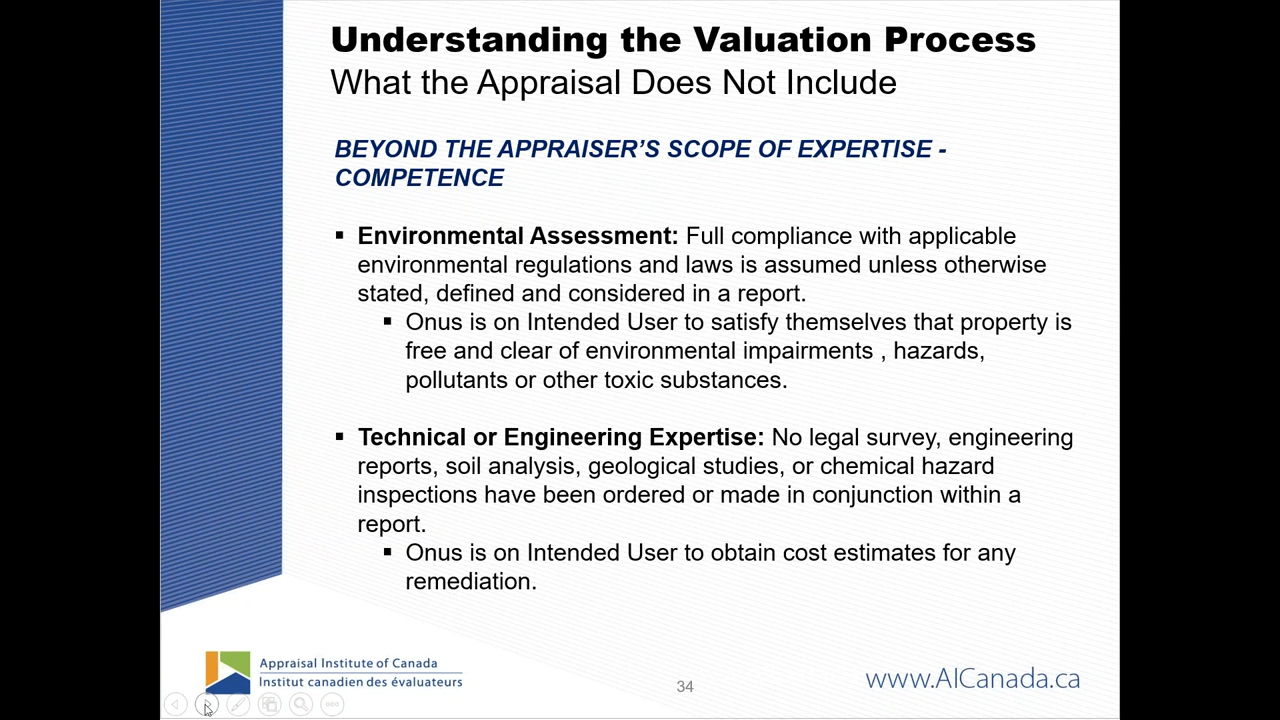 Understanding the Valuation Process
What the Appraisal Does Not Include
BEYOND THE APPRAISER’S SCOPE OF EXPERTISE -
COMPETENCE
▪ Environmental Assessment: Full compliance with applicable
environmental regulations and laws is assumed unless otherwise
stated, defined and considered in a report.
▪ Onus is on Intended User to satisfy themselves that property is
free and clear of environmental impairments , hazards,
pollutants or other toxic substances.
▪ Technical or Engineering Expertise: No legal survey, engineering
reports, soil analysis, geological studies, or chemical hazard
inspections have been ordered or made in conjunction within a
report.
▪ Onus is on Intended User to obtain cost estimates for any
remediation.
Appraisal Institute of Canada
Institut canadien des évaluateurs
34
www.AICanada.ca